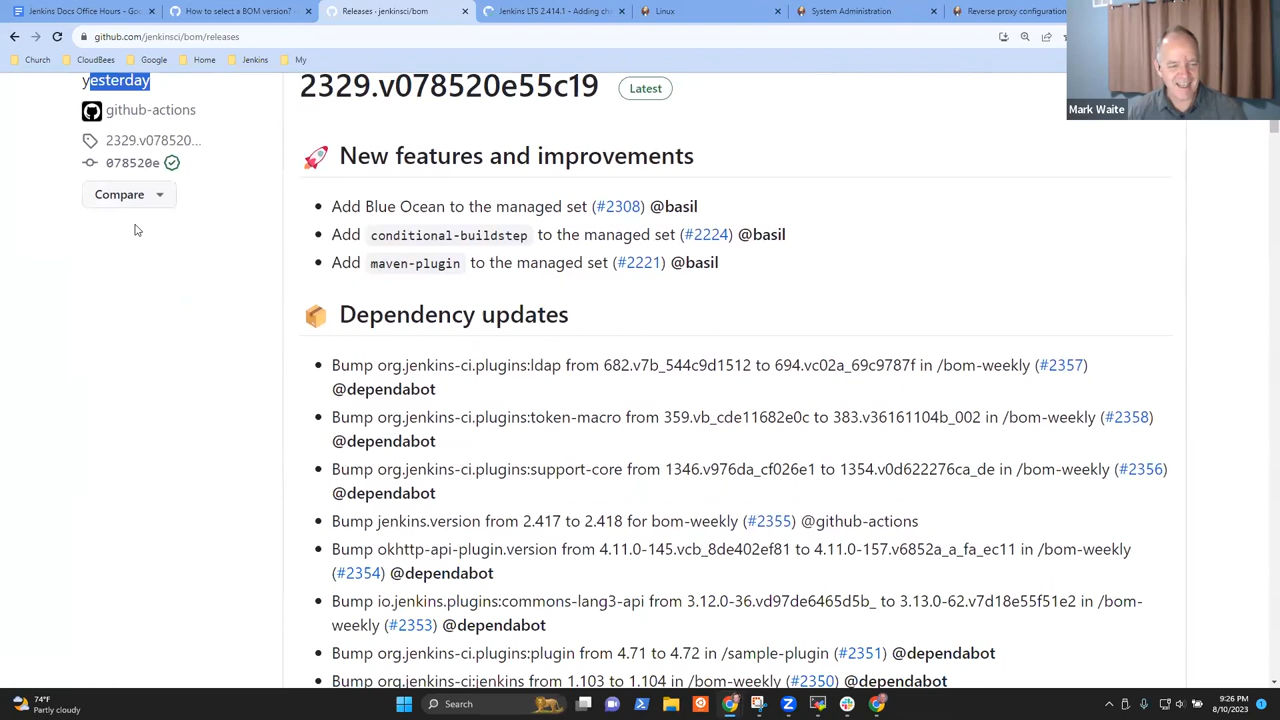 Jenkins Docs Office Hours - Goo
How to select a BOM version?
Releases · jenkinsci/bom
Jenkins LTS 2.414.1 - Adding ch
Linux
System Administration
Reverse proxy configuration
github.com/jenkinsci/bom/releases
Church
CloudBees
Google
Home
Jenkins
My
Mark Waite
yesterday
github-actions
2329.v078520...
078520e
Compare
2329.v078520e55c19 Latest
🚀 New features and improvements
• Add Blue Ocean to the managed set (#2308) @basil
• Add conditional-buildstep to the managed set (#2224) @basil
• Add maven-plugin to the managed set (#2221) @basil
📦 Dependency updates
• Bump org.jenkins-ci.plugins:ldap from 682.v7b_544c9d1512 to 694.vc02a_69c9787f in /bom-weekly (#2357)
@dependabot
• Bump org.jenkins-ci.plugins:token-macro from 359.vb_cde11682e0c to 383.v36161104b_002 in /bom-weekly (#2358)
@dependabot
• Bump org.jenkins-ci.plugins:support-core from 1346.v976da_cf026e1 to 1354.v0d622276ca_de in /bom-weekly (#2356)
@dependabot
• Bump jenkins.version from 2.417 to 2.418 for bom-weekly (#2355) @github-actions
• Bump okhttp-api-plugin.version from 4.11.0-145.vcb_8de402ef81 to 4.11.0-157.v6852a_a_fa_ec11 in /bom-weekly
(#2354) @dependabot
• Bump io.jenkins.plugins:commons-lang3-api from 3.12.0-36.vd97de6465d5b_ to 3.13.0-62.v7d18e55f51e2 in /bom-
weekly (#2353) @dependabot
• Bump org.jenkins-ci.plugins:plugin from 4.71 to 4.72 in /sample-plugin (#2351) @dependabot
• Bump org.jenkins-ci:jenkins from 1.103 to 1.104 in /bom-weekly (#2350) @dependabot
74°F
Partly cloudy
Search
9:26 PM
8/10/2023